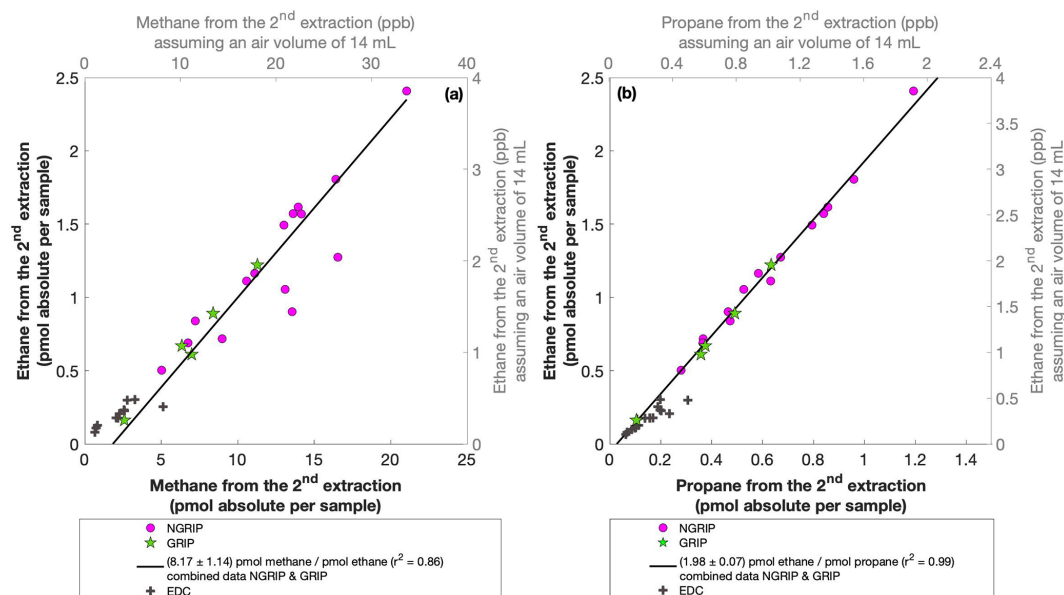 Methane from the 2nd extraction (ppb)
assuming an air volume of 14 mL
0 10 20 30 40
2.5
2
1.5
1
0.5
0
Ethane from the 2nd extraction
(pmol absolute per sample)
(a)
4
3
2
1
0
Ethane from the 2nd extraction (ppb)
assuming an air volume of 14 mL
0 5 10 15 20 25
Methane from the 2nd extraction
(pmol absolute per sample)
NGRIP
GRIP
(8.17 ± 1.14) pmol methane / pmol ethane (r2 = 0.86)
combined data NGRIP & GRIP
EDC
Propane from the 2nd extraction (ppb)
assuming an air volume of 14 mL
0 0.4 0.8 1.2 1.6 2 2.4
2.5
2
1.5
1
0.5
0
Ethane from the 2nd extraction
(pmol absolute per sample)
(b)
4
3.5
3
2.5
2
1.5
1
0.5
0
Ethane from the 2nd extraction (ppb)
assuming an air volume of 14 mL
0 0.2 0.4 0.6 0.8 1 1.2 1.4
Propane from the 2nd extraction
(pmol absolute per sample)
NGRIP
GRIP
(1.98 ± 0.07) pmol ethane / pmol propane (r2 = 0.99)
combined data NGRIP & GRIP
EDC